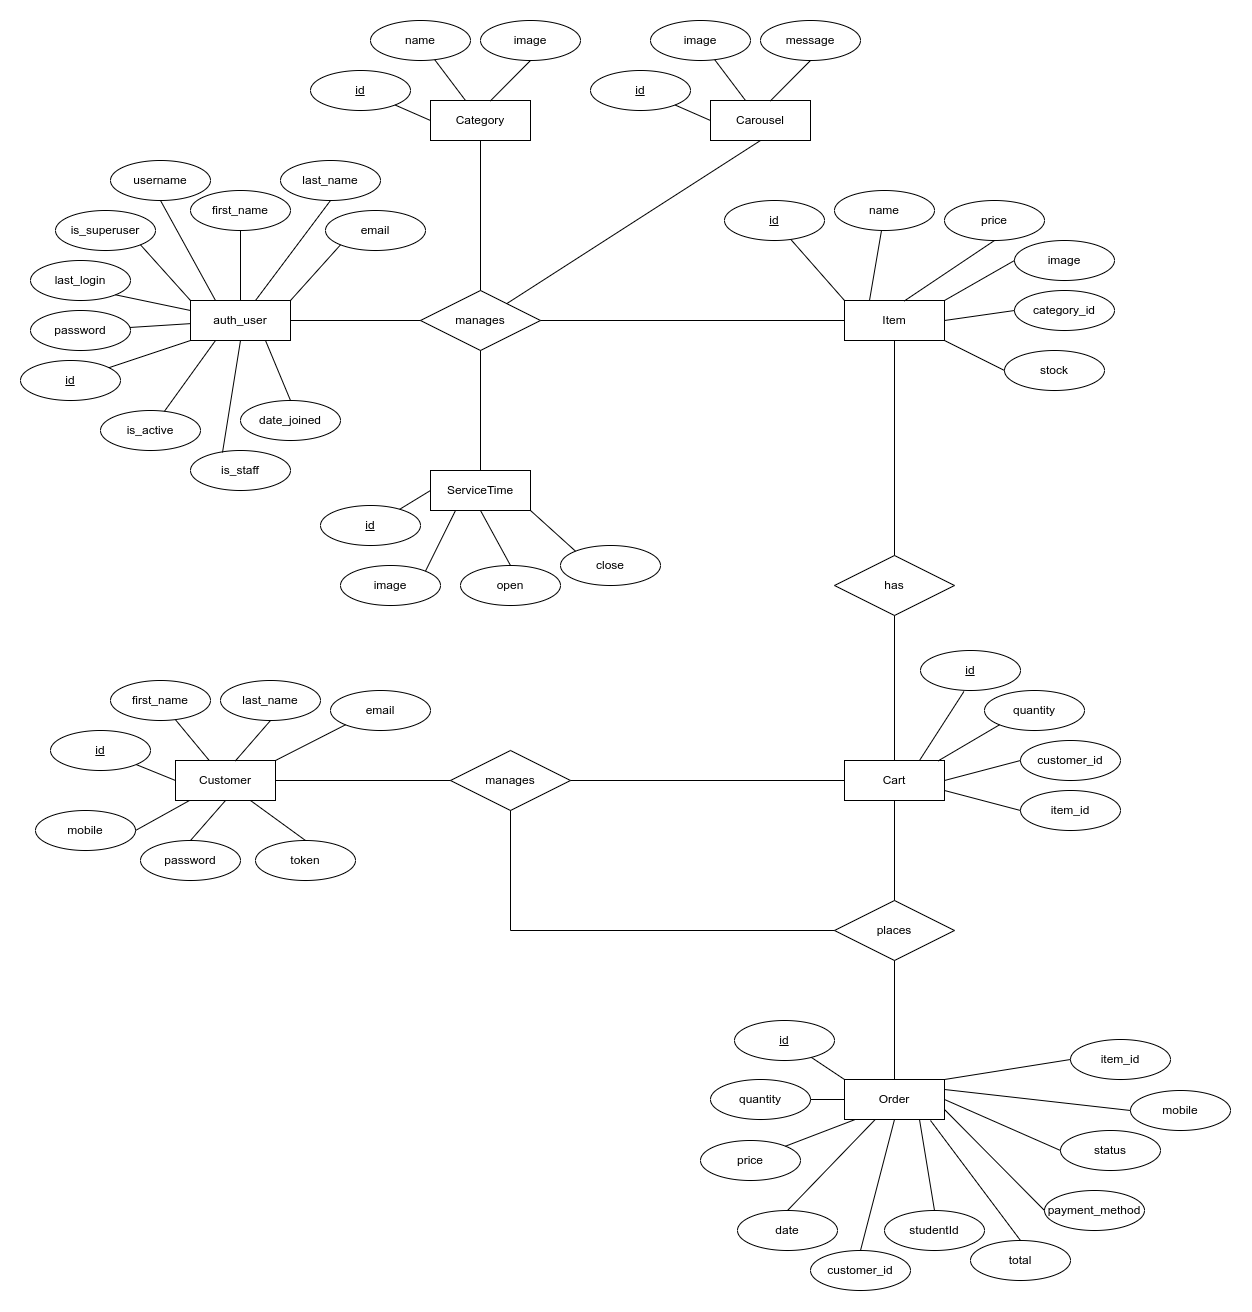 name
image
id
Category
image
message
id
Carousel
username
last_name
first_name
is_superuser
email
last_login
password
id
auth_user
is_active
is_staff
date_joined
manages
id
name
price
image
category_id
stock
Item
ServiceTime
id
image
open
close
has
first_name
last_name
email
id
Customer
mobile
password
token
manages
id
quantity
customer_id
item_id
Cart
places
id
item_id
quantity
Order
mobile
price
status
payment_method
date
studentId
total
customer_id